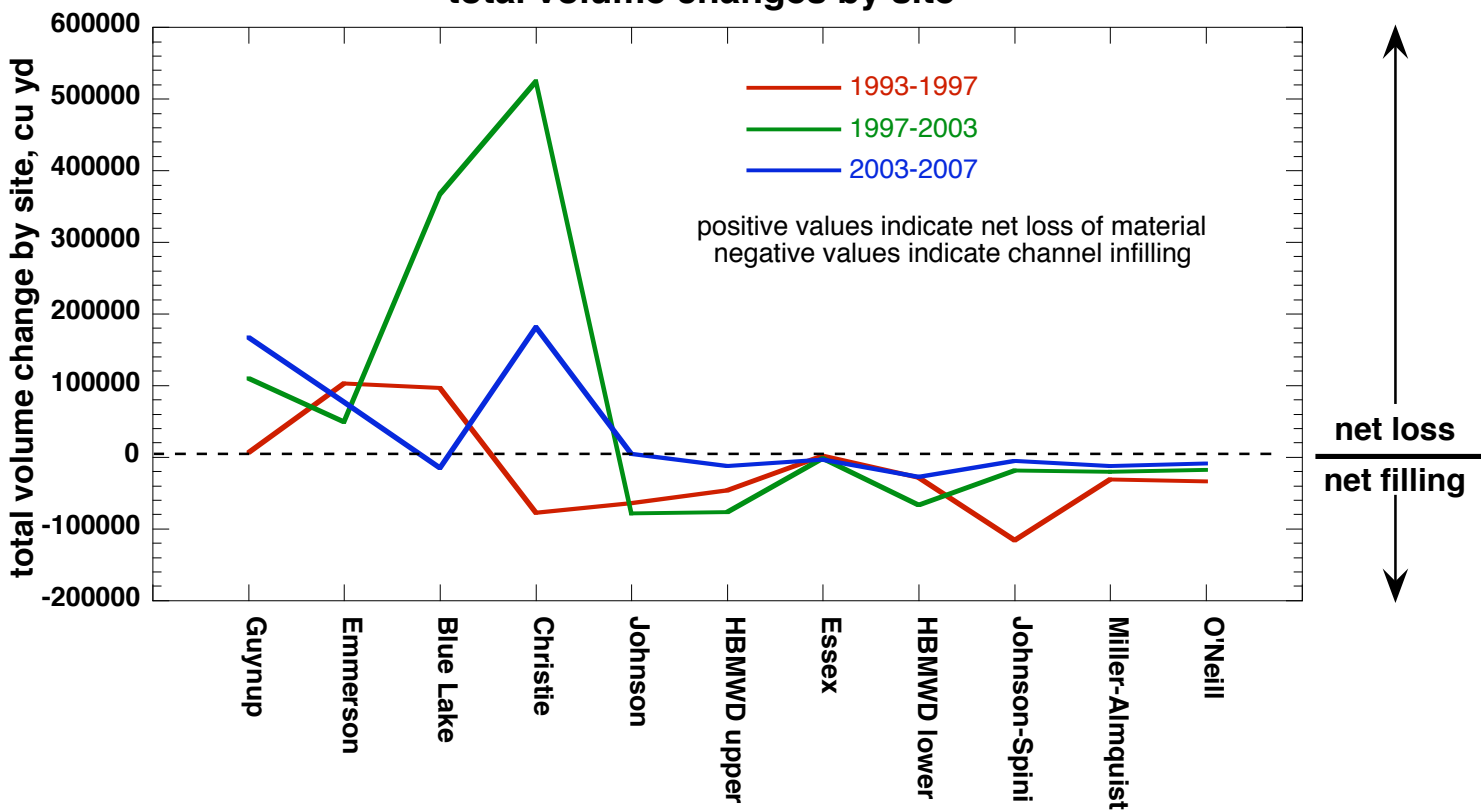 total volume changes by site
600000
500000
400000
300000
200000
100000
0
-100000
-200000
total volume change by site, cu yd
1993-1997
1997-2003
2003-2007
positive values indicate net loss of material
negative values indicate channel infilling
net loss
net filling
Guynup
Emmerson
Blue Lake
Christie
Johnson
HBMWD upper
Essex
HBMWD lower
Johnson-Spini
Miller-Almquist
O'Neill